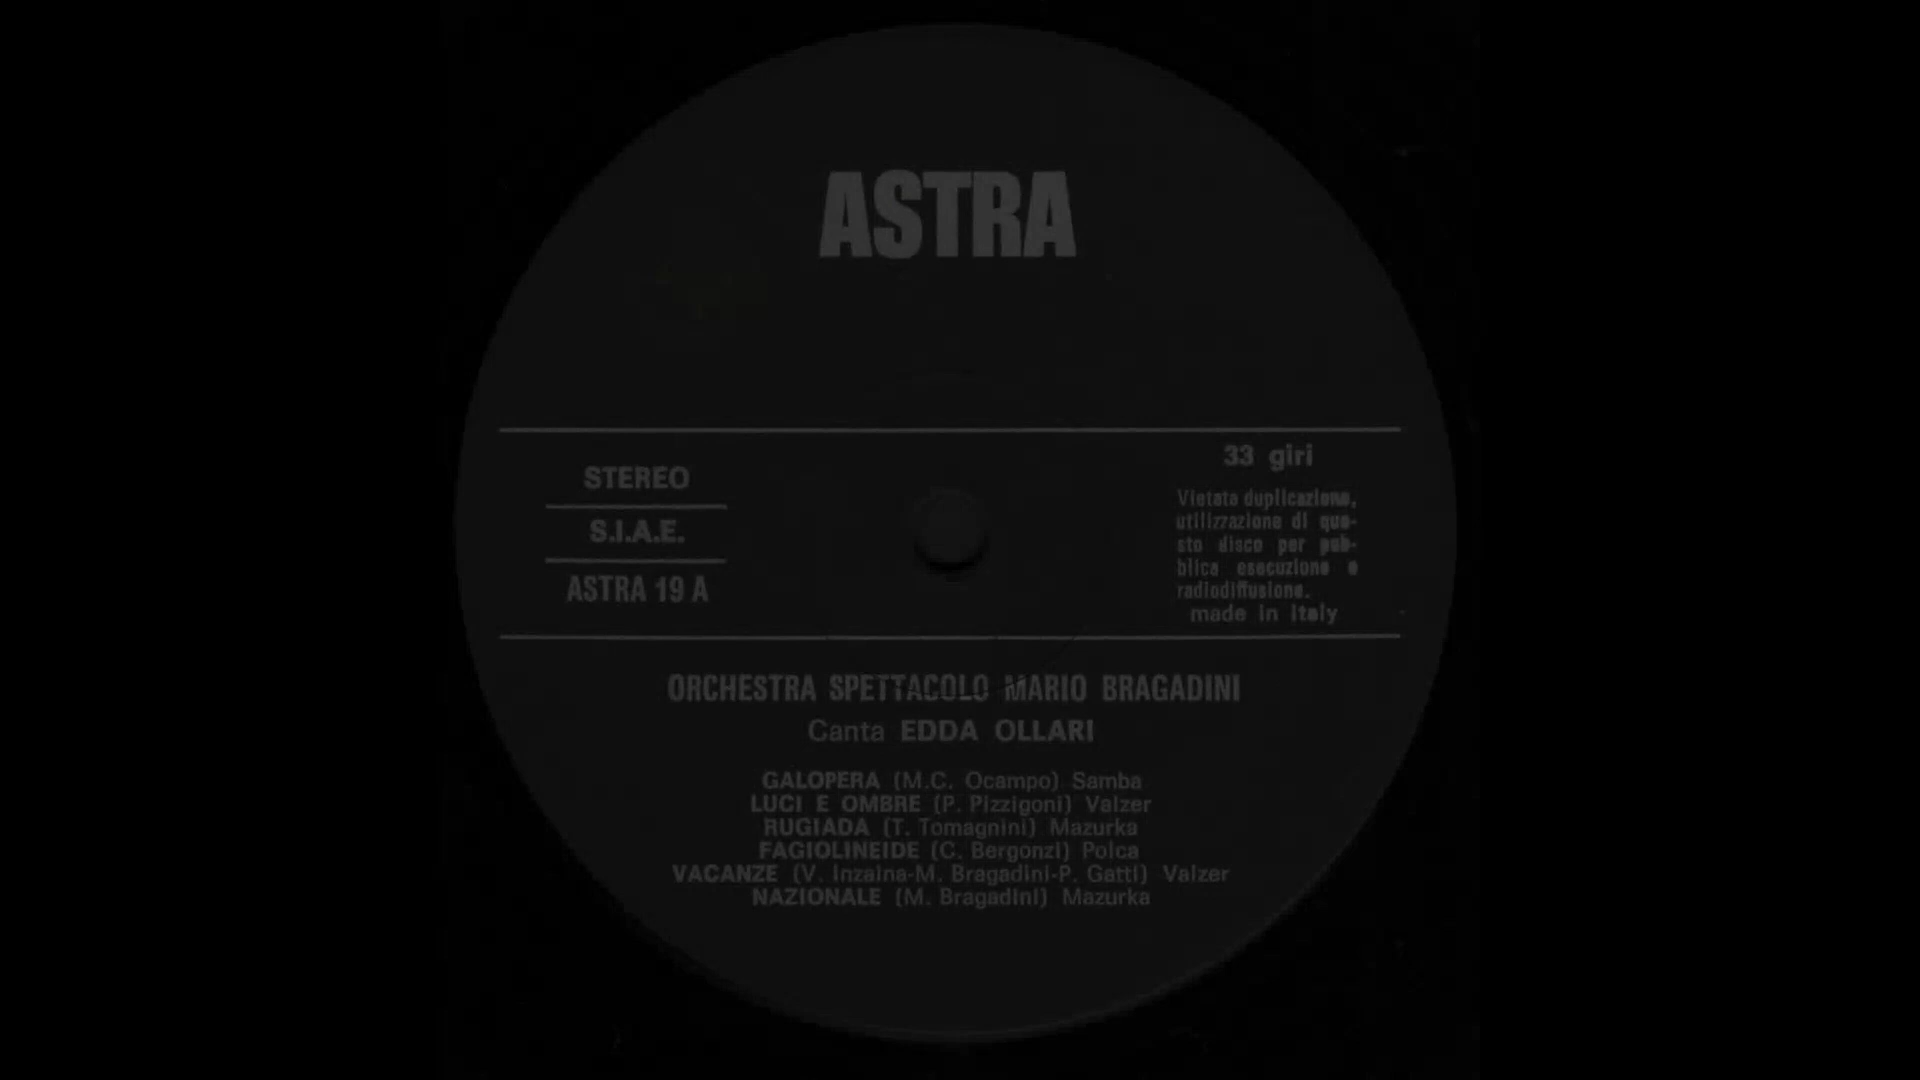 ASTRA
STEREO
S.I.A.E.
ASTRA 19 A
33 giri
Vietata duplicazione,
utilizzazione di que-
sto disco per pub-
blica esecuzione e
radiodiffusione.
made in Italy
ORCHESTRA SPETTACOLO MARIO BRAGADINI
Canta EDDA OLLARI
GALOPERA (M.C. Ocampo) Samba
LUCI E OMBRE (P. Pizzigoni) Valzer
RUGIADA (T. Tomagnini) Mazurka
FAGIOLINEIDE (C. Bergonzi) Polca
VACANZE (V. Inzaina-M. Bragadini-P. Gatti) Valzer
NAZIONALE (M. Bragadini) Mazurka